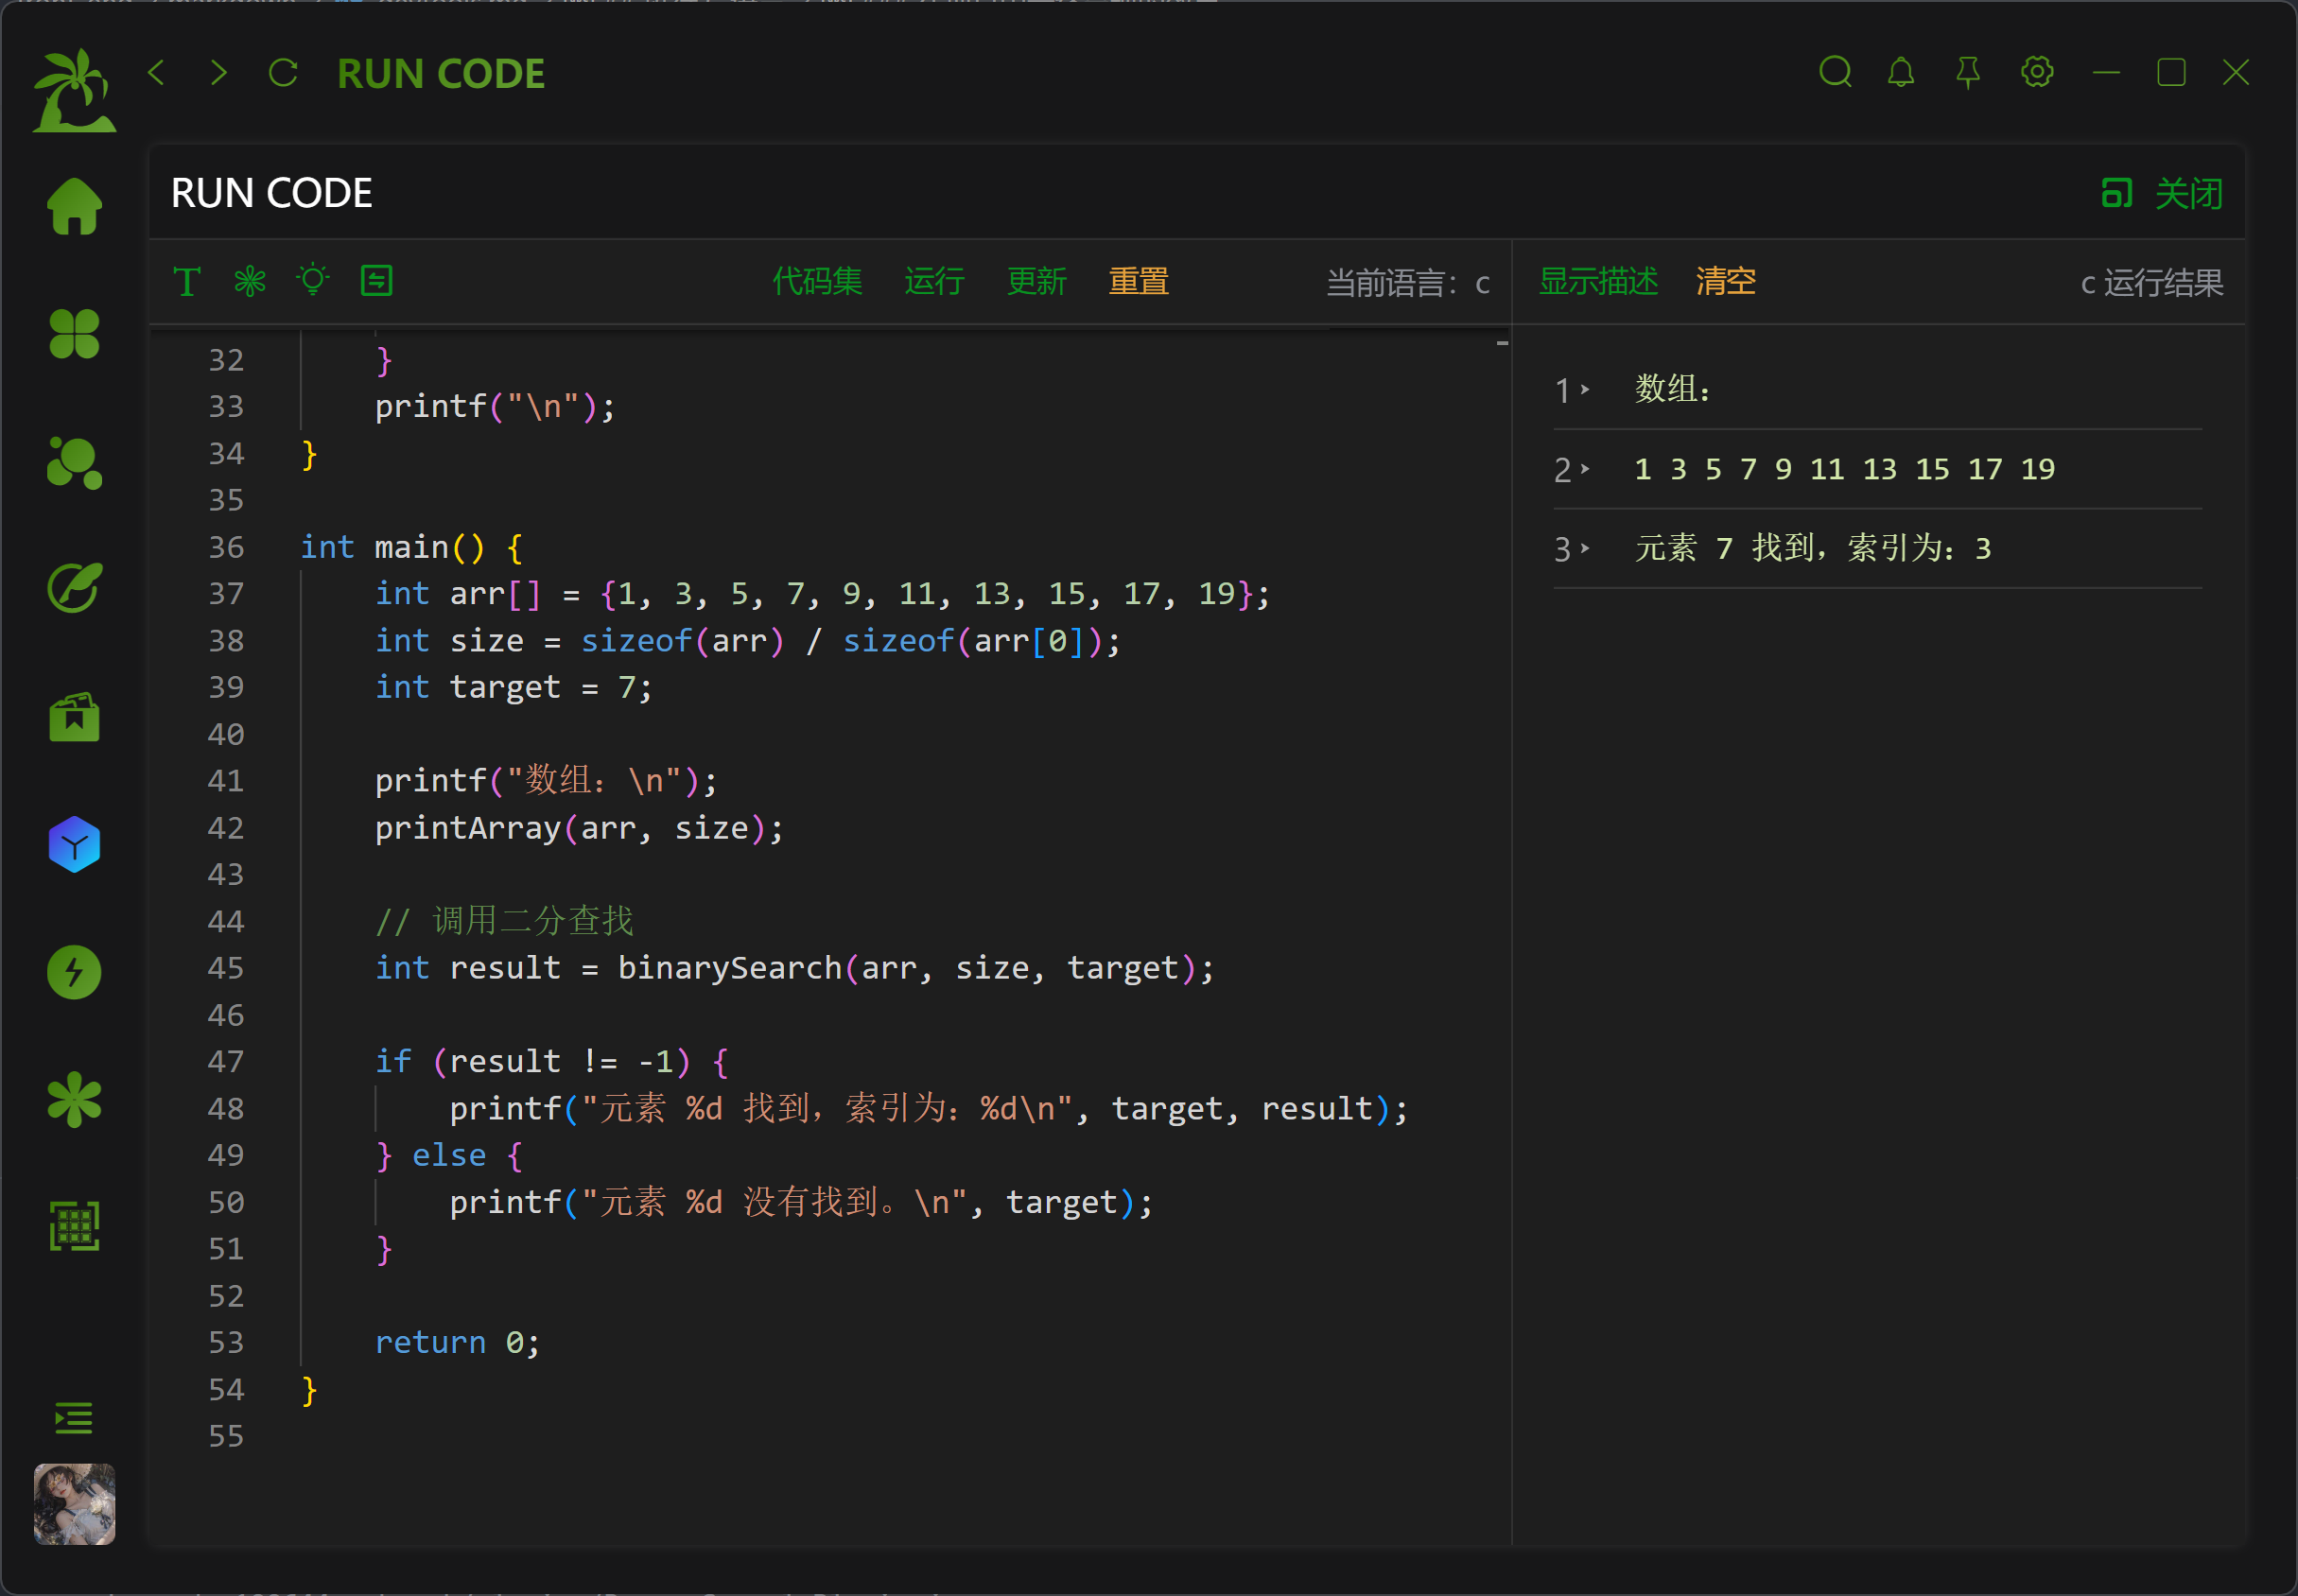 RUN CODE
RUN CODE
关闭
代码集 运行 更新 重置 当前语言: c
显示描述 清空 c 运行结果
32 }
33 printf("\n");
34 }
35
36 int main() {
37 int arr[] = {1, 3, 5, 7, 9, 11, 13, 15, 17, 19};
38 int size = sizeof(arr) / sizeof(arr[0]);
39 int target = 7;
40
41 printf("数组：\n");
42 printArray(arr, size);
43
44 // 调用二分查找
45 int result = binarySearch(arr, size, target);
46
47 if (result != -1) {
48 printf("元素 %d 找到，索引为：%d\n", target, result);
49 } else {
50 printf("元素 %d 没有找到。\n", target);
51 }
52
53 return 0;
54 }
55
1 数组：
2 1 3 5 7 9 11 13 15 17 19
3 元素 7 找到，索引为：3